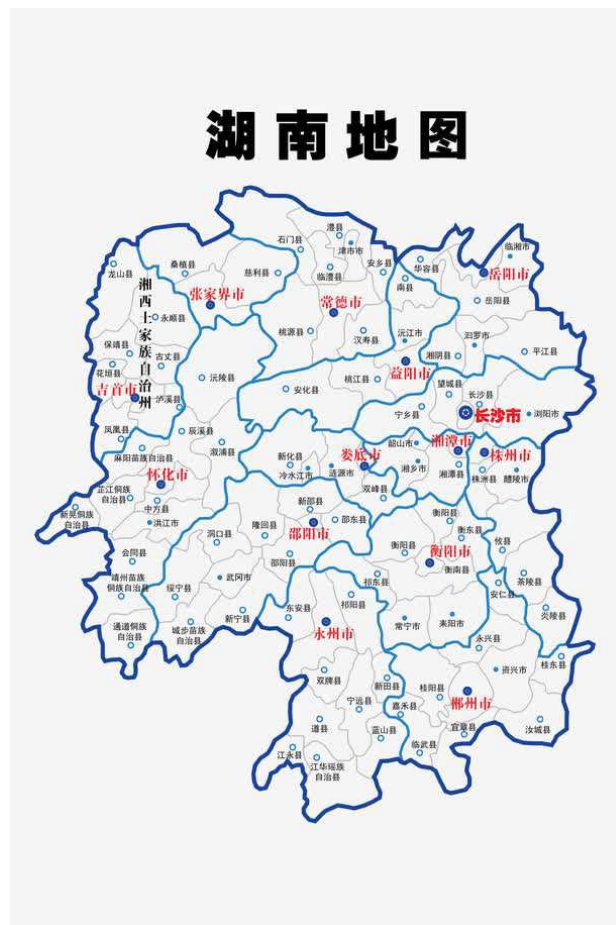 湖南地图
石门县
澧县
津市市
临湘市
桑植县
慈利县
临澧县
安乡县
华容县
岳阳市
龙山县
南县
岳阳县
湘西土家族自治州
张家界市
常德市
永顺县
桃源县
汉寿县
沅江市
汨罗市
保靖县
古丈县
湘阴县
平江县
花垣县
沅陵县
安化县
桃江县
益阳市
望城县
吉首市
泸溪县
长沙县
宁乡县
长沙市
浏阳市
凤凰县
辰溪县
麻阳苗族自治县
溆浦县
娄底市
韶山市
湘潭市
株州市
新化县
冷水江市
涟源市
湘乡市
湘潭县
株洲县
醴陵市
怀化市
芷江侗族
自治县
双峰县
中方县
新晃侗族
自治县
洪江市
新邵县
邵阳市
邵东县
隆回县
洞口县
衡阳县
衡东县
攸县
会同县
邵阳县
衡阳县
衡阳市
衡南县
靖州苗族
侗族自治县
绥宁县
武冈市
祁东县
茶陵县
安仁县
新宁县
东安县
祁阳县
永州市
常宁市
耒阳市
炎陵县
通道侗族
自治县
城步苗族
自治县
永兴县
资兴市
桂东县
双牌县
新田县
宁远县
嘉禾县
桂阳县
郴州市
道县
蓝山县
临武县
宜章县
汝城县
江永县
江华瑶族
自治县